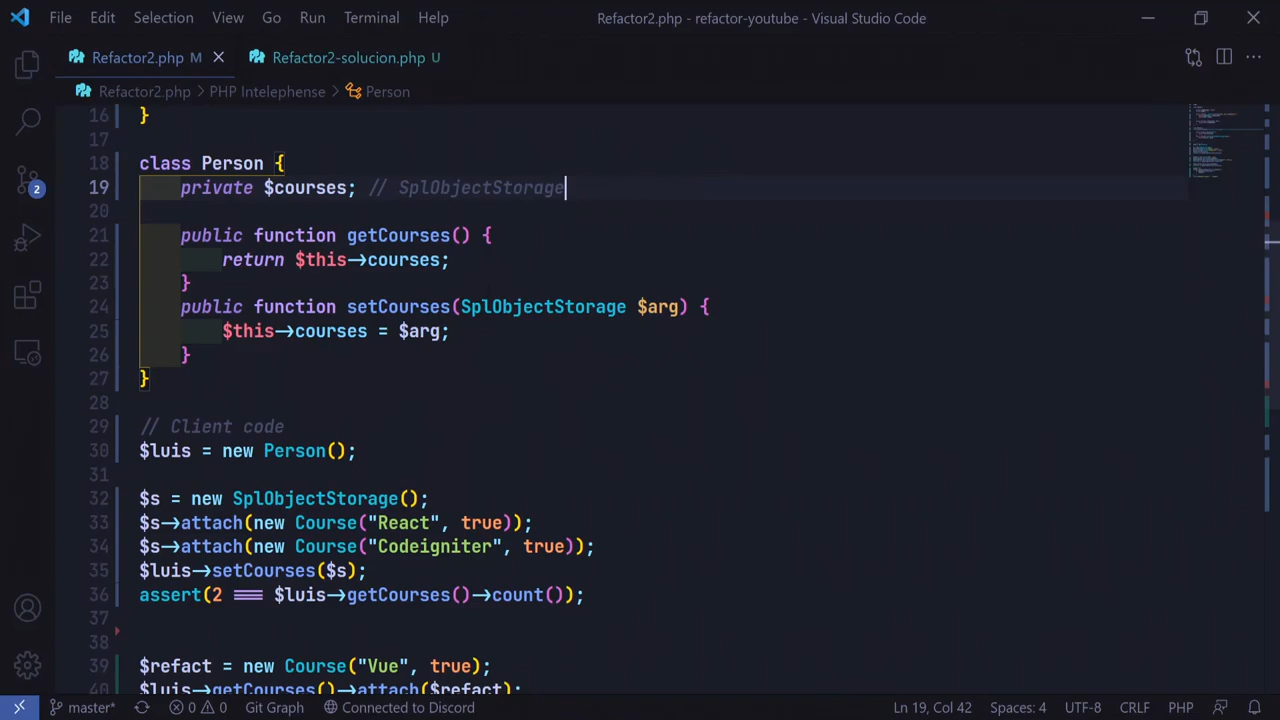 File Edit Selection View Go Run Terminal Help Refactor2.php - refactor-youtube - Visual Studio Code
Refactor2.php M Refactor2-solucion.php U
Refactor2.php > PHP Intelephense > Person
16 }
17
18 class Person {
19 private $courses; // SplObjectStorage
20
21 public function getCourses() {
22 return $this->courses;
23 }
24 public function setCourses(SplObjectStorage $arg) {
25 $this->courses = $arg;
26 }
27 }
28
29 // Client code
30 $luis = new Person();
31
32 $s = new SplObjectStorage();
33 $s->attach(new Course("React", true));
34 $s->attach(new Course("Codeigniter", true));
35 $luis->setCourses($s);
36 assert(2 === $luis->getCourses()->count());
37
38
39 $refact = new Course("Vue", true);
40 $luis->getCourses()->attach($refact);
2
master* 0 0 Git Graph Connected to Discord Ln 19, Col 42 Spaces: 4 UTF-8 CRLF PHP